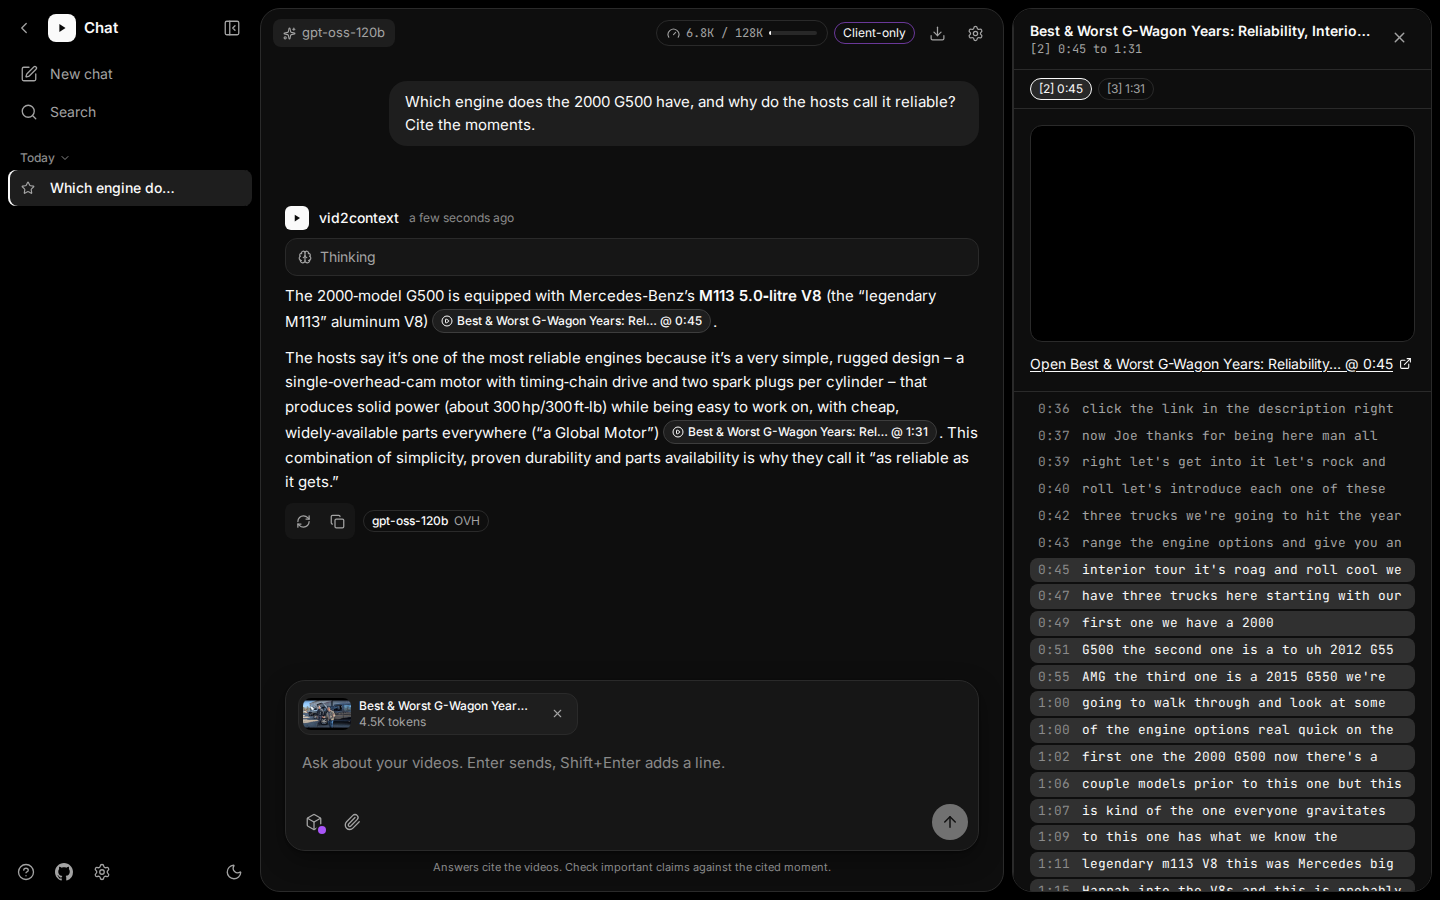 Chat
New chat
Search
Today
Which engine do...
gpt-oss-120b
6.8K / 128K
Client-only
Which engine does the 2000 G500 have, and why do the hosts call it reliable?
Cite the moments.
vid2context a few seconds ago
Thinking
The 2000-model G500 is equipped with Mercedes-Benz’s M113 5.0-litre V8 (the “legendary
M113” aluminum V8) Best & Worst G-Wagon Years: Rel... @ 0:45 .
The hosts say it’s one of the most reliable engines because it’s a very simple, rugged design – a
single-overhead-cam motor with timing-chain drive and two spark plugs per cylinder – that
produces solid power (about 300 hp/300 ft-lb) while being easy to work on, with cheap,
widely-available parts everywhere (“a Global Motor”) Best & Worst G-Wagon Years: Rel... @ 1:31 . This
combination of simplicity, proven durability and parts availability is why they call it “as reliable as
it gets.”
gpt-oss-120b OVH
Best & Worst G-Wagon Year...
4.5K tokens
Ask about your videos. Enter sends, Shift+Enter adds a line.
Answers cite the videos. Check important claims against the cited moment.
Best & Worst G-Wagon Years: Reliability, Interio...
[2] 0:45 to 1:31
[2] 0:45 [3] 1:31
Open Best & Worst G-Wagon Years: Reliability... @ 0:45
0:36 click the link in the description right
0:37 now Joe thanks for being here man all
0:39 right let's get into it let's rock and
0:40 roll let's introduce each one of these
0:42 three trucks we're going to hit the year
0:43 range the engine options and give you an
0:45 interior tour it's roag and roll cool we
0:47 have three trucks here starting with our
0:49 first one we have a 2000
0:51 G500 the second one is a to uh 2012 G55
0:55 AMG the third one is a 2015 G550 we're
1:00 going to walk through and look at some
1:00 of the engine options real quick on the
1:02 first one the 2000 G500 now there's a
1:06 couple models prior to this one but this
1:07 is kind of the one everyone gravitates
1:09 to this one has what we know the
1:11 legendary m113 V8 this was Mercedes big
1:15 Hannah into the V8s and this is probably